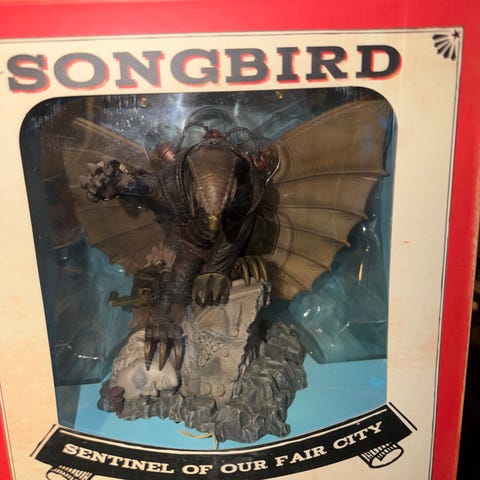 SONGBIRD
SENTINEL OF OUR FAIR CITY